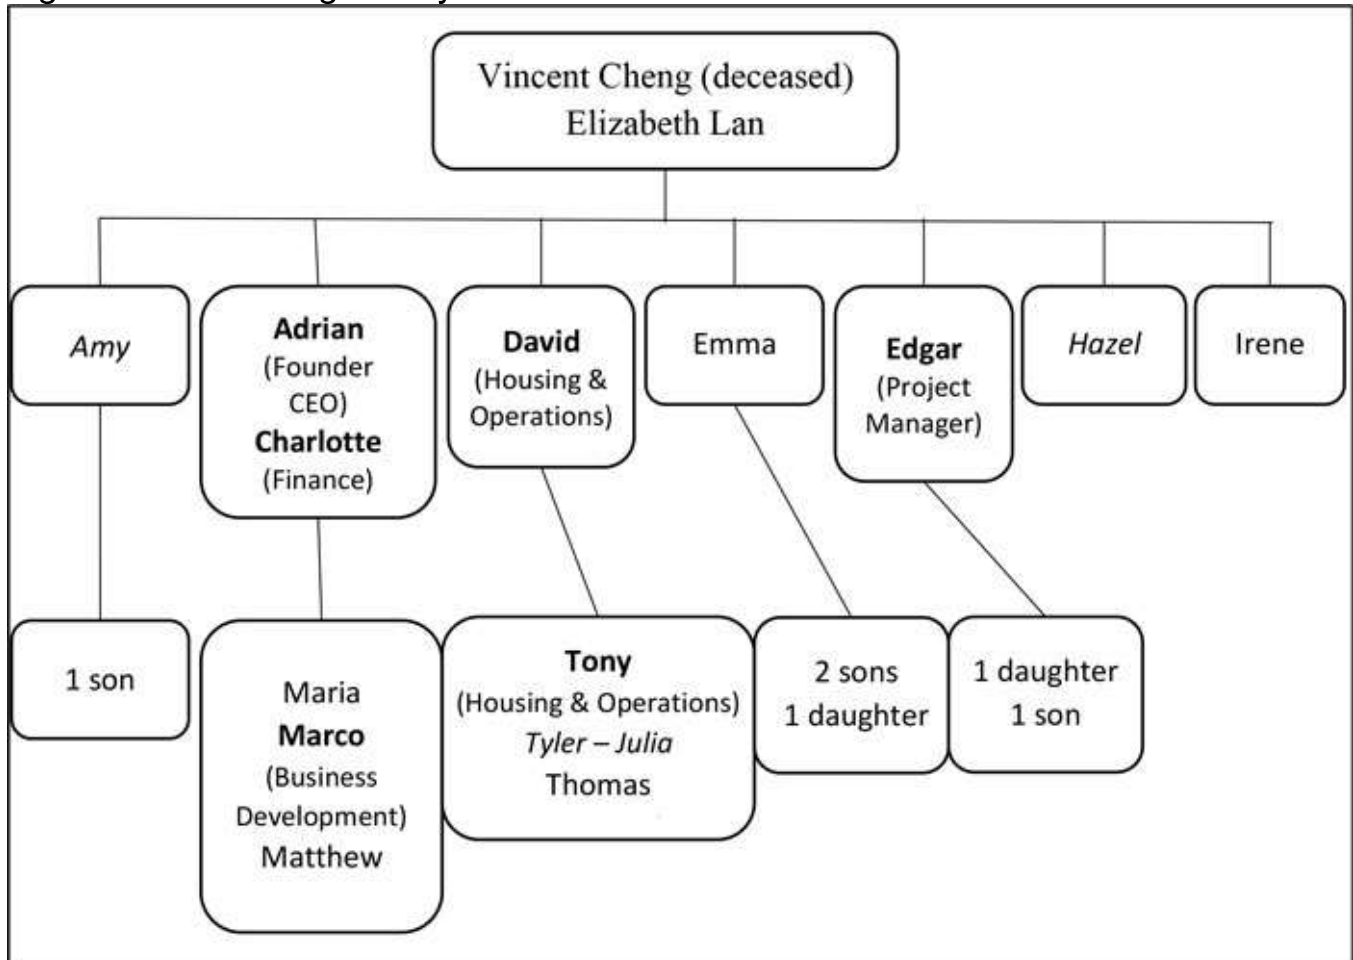 Vincent Cheng (deceased)
Elizabeth Lan
Amy
Adrian
(Founder
CEO)
Charlotte
(Finance)
David
(Housing &
Operations)
Emma
Edgar
(Project
Manager)
Hazel
Irene
1 son
Maria
Marco
(Business
Development)
Matthew
Tony
(Housing & Operations)
Tyler – Julia
Thomas
2 sons
1 daughter
1 daughter
1 son